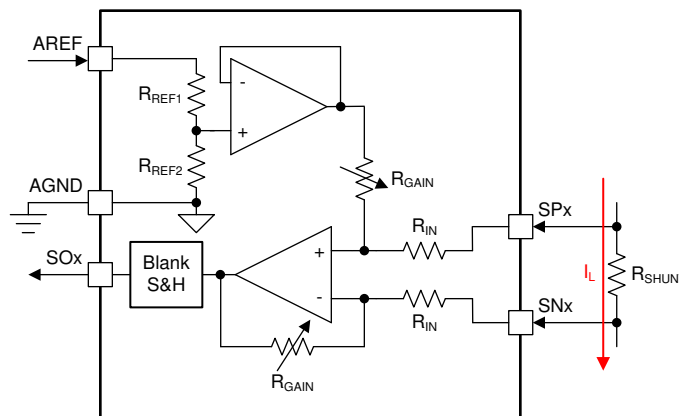 AREF
RREF1
-
+
RREF2
RGAIN
AGND
RIN
SPx
SOx
Blank
S&H
+
-
IL
RSHUN
SNx
RIN
RGAIN